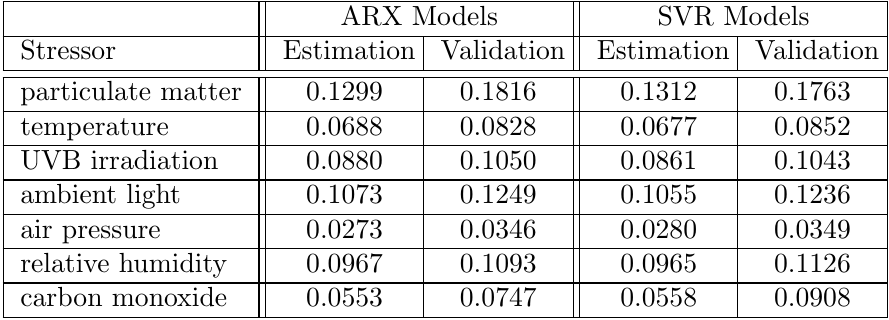 ARX Models SVR Models
Stressor Estimation Validation Estimation Validation
particulate matter 0.1299 0.1816 0.1312 0.1763
temperature 0.0688 0.0828 0.0677 0.0852
UVB irradiation 0.0880 0.1050 0.0861 0.1043
ambient light 0.1073 0.1249 0.1055 0.1236
air pressure 0.0273 0.0346 0.0280 0.0349
relative humidity 0.0967 0.1093 0.0965 0.1126
carbon monoxide 0.0553 0.0747 0.0558 0.0908